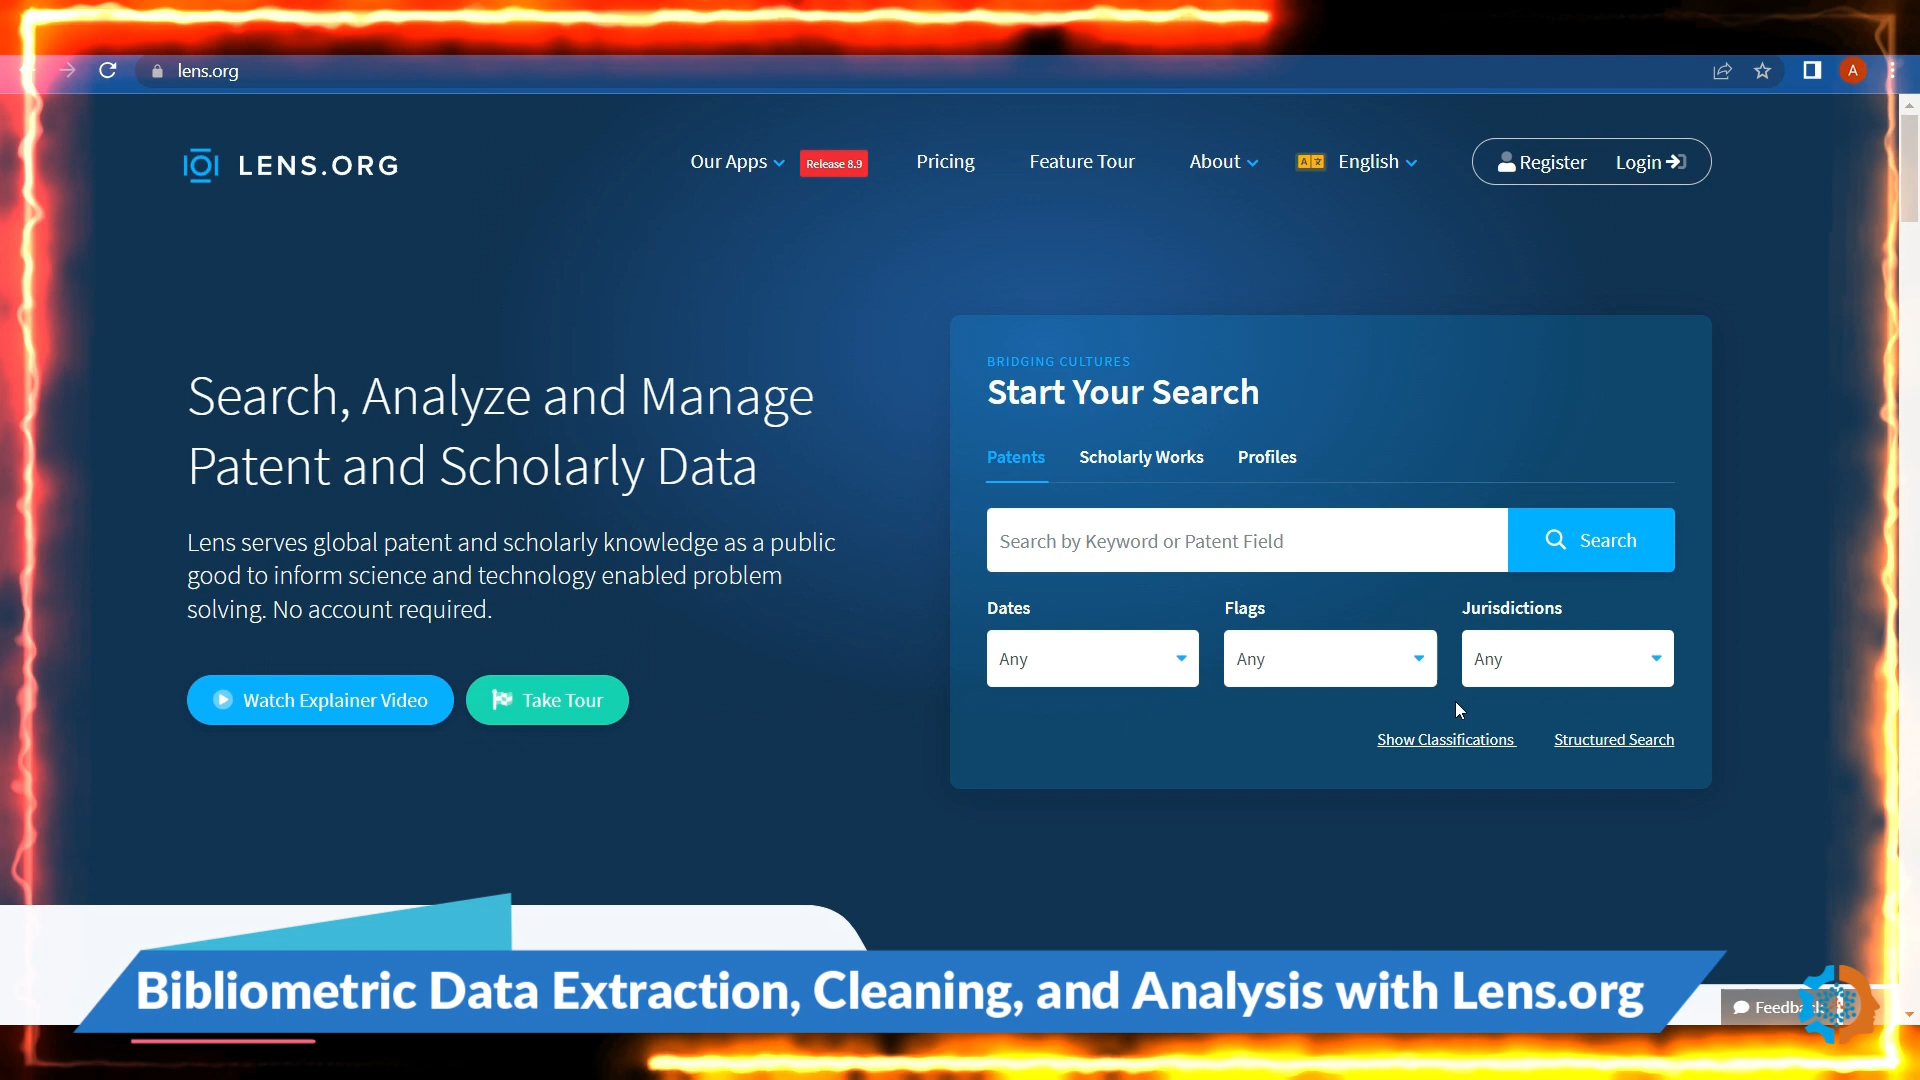 lens.org
A
LENS.ORG
Our Apps
Release 8.9
Pricing
Feature Tour
About
English
Register
Login
Search, Analyze and Manage
Patent and Scholarly Data
Lens serves global patent and scholarly knowledge as a public
good to inform science and technology enabled problem
solving. No account required.
Watch Explainer Video
Take Tour
BRIDGING CULTURES
Start Your Search
Patents
Scholarly Works
Profiles
Search by Keyword or Patent Field
Search
Dates
Flags
Jurisdictions
Any
Any
Any
Show Classifications
Structured Search
Bibliometric Data Extraction, Cleaning, and Analysis with Lens.org